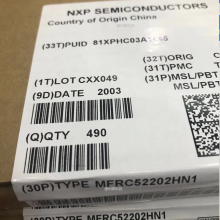 NXP SEMICONDUCTORS
Country of Origin China
(33T)PUID 81XPHC03A
(32T)ORIG
(31T)PMC
(1T)LOT CXX049
(31P)MSL/PBT
(9D)DATE 2003
MSL/PBT
(Q)QTY 490
(30P)TYPE MFRC52202HN1